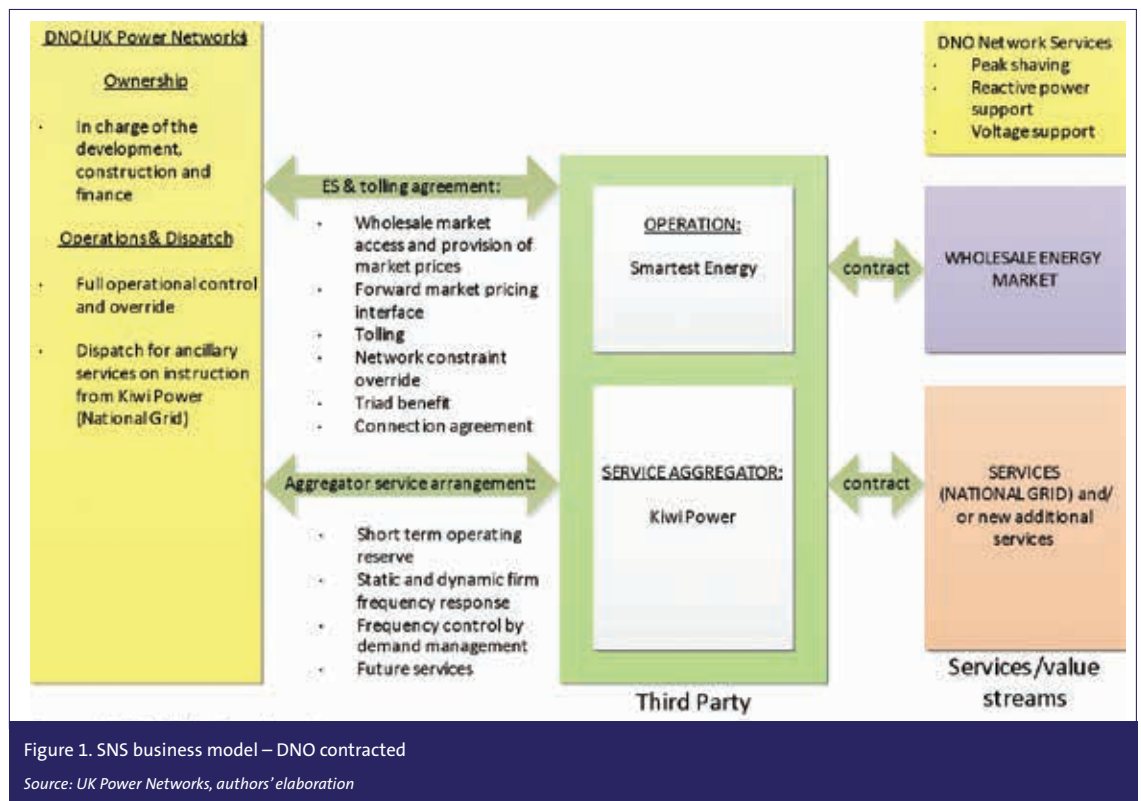 DNO(UK Power Networks
Ownership
· In charge of the
development,
construction and
finance
Operations & Dispatch
· Full operational control
and override
· Dispatch for ancillary
services on instruction
from Kiwi Power
(National Grid)
ES & tolling agreement:
· Wholesale market
access and provision of
market prices
· Forward market pricing
interface
· Tolling
· Network constraint
override
· Triad benefit
· Connection agreement
Aggregator service arrangement:
· Short term operating
reserve
· Static and dynamic firm
frequency response
· Frequency control by
demand management
· Future services
OPERATION:
Smartest Energy
SERVICE AGGREGATOR:
Kiwi Power
Third Party
contract
contract
DNO Network Services
· Peak shaving
· Reactive power
support
· Voltage support
WHOLESALE ENERGY
MARKET
SERVICES
(NATIONAL GRID) and/
or new additional
services
Services/value
streams
Figure 1. SNS business model – DNO contracted
Source: UK Power Networks, authors' elaboration